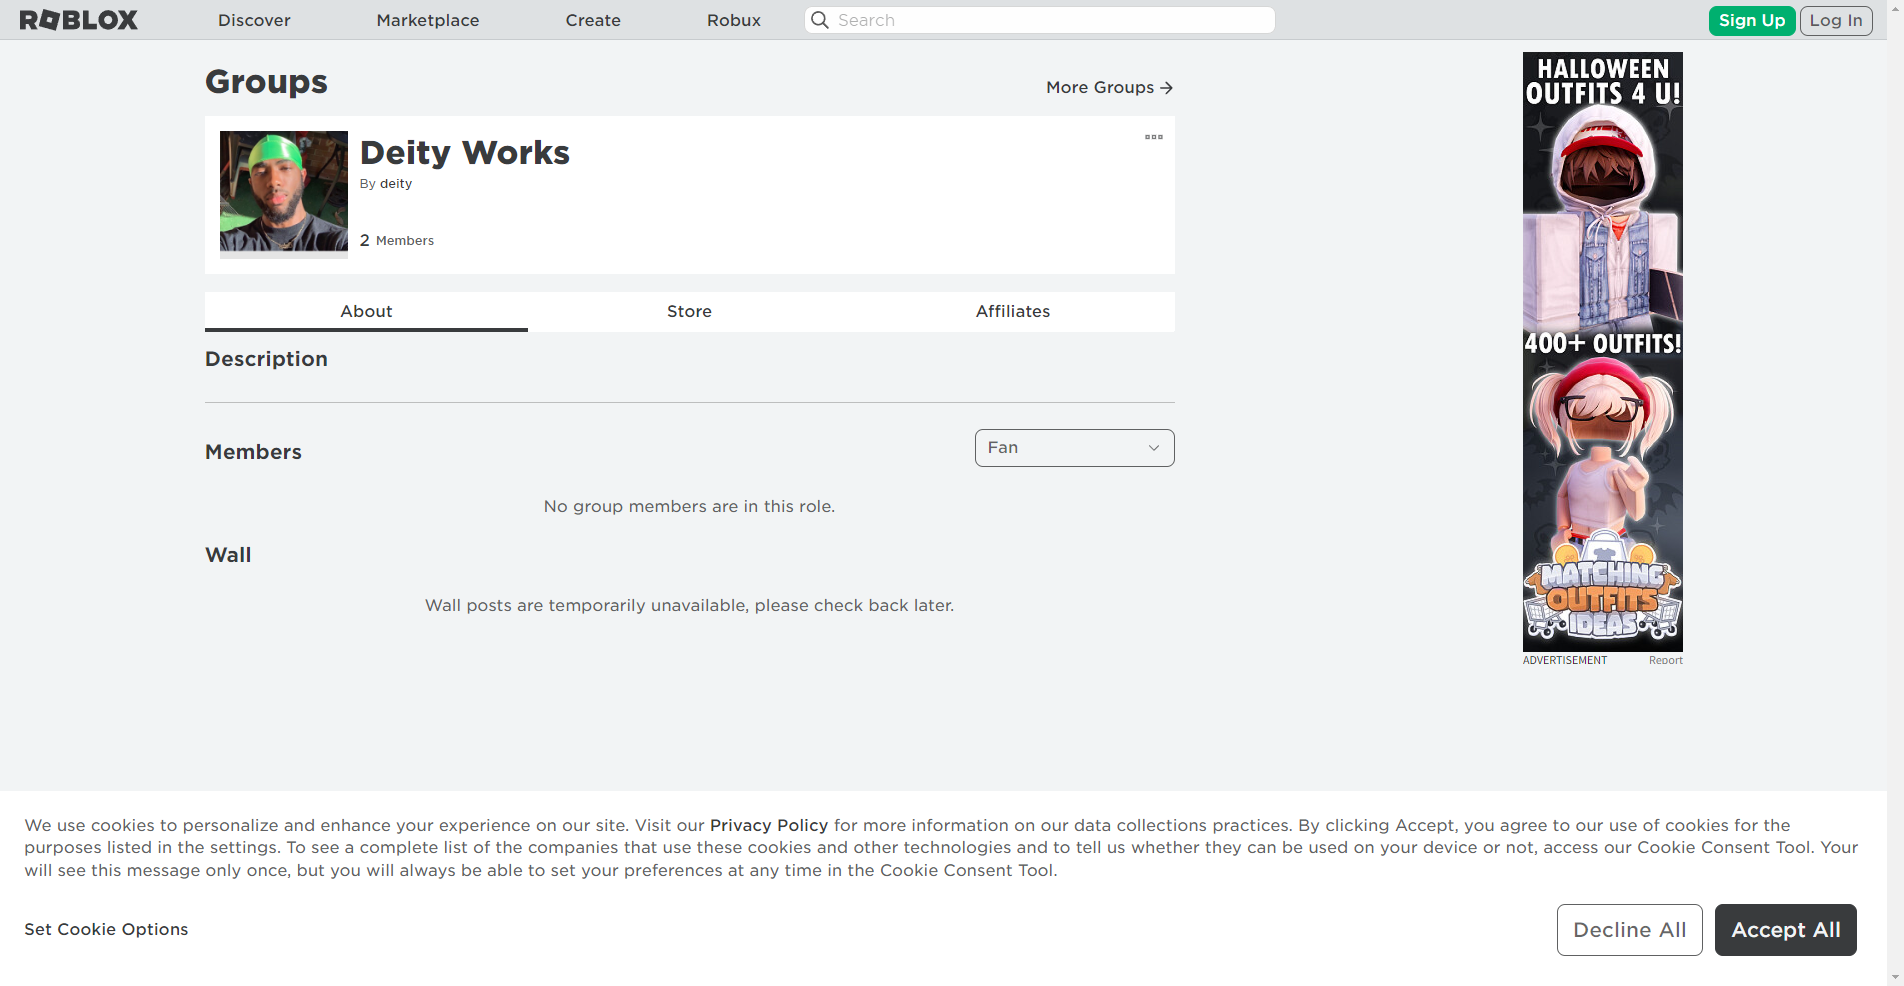 ROBLOX
Discover
Marketplace
Create
Robux
Search
Sign Up
Log In
Groups
More Groups →
Deity Works
By deity
2 Members
About
Store
Affiliates
Description
Members
Fan
No group members are in this role.
Wall
Wall posts are temporarily unavailable, please check back later.
HALLOWEEN
OUTFITS 4 U!
400+ OUTFITS!
MATCHING
OUTFITS
IDEAS
ADVERTISEMENT
Report
We use cookies to personalize and enhance your experience on our site. Visit our Privacy Policy for more information on our data collections practices. By clicking Accept, you agree to our use of cookies for the
purposes listed in the settings. To see a complete list of the companies that use these cookies and other technologies and to tell us whether they can be used on your device or not, access our Cookie Consent Tool. Your
will see this message only once, but you will always be able to set your preferences at any time in the Cookie Consent Tool.
Set Cookie Options
Decline All
Accept All